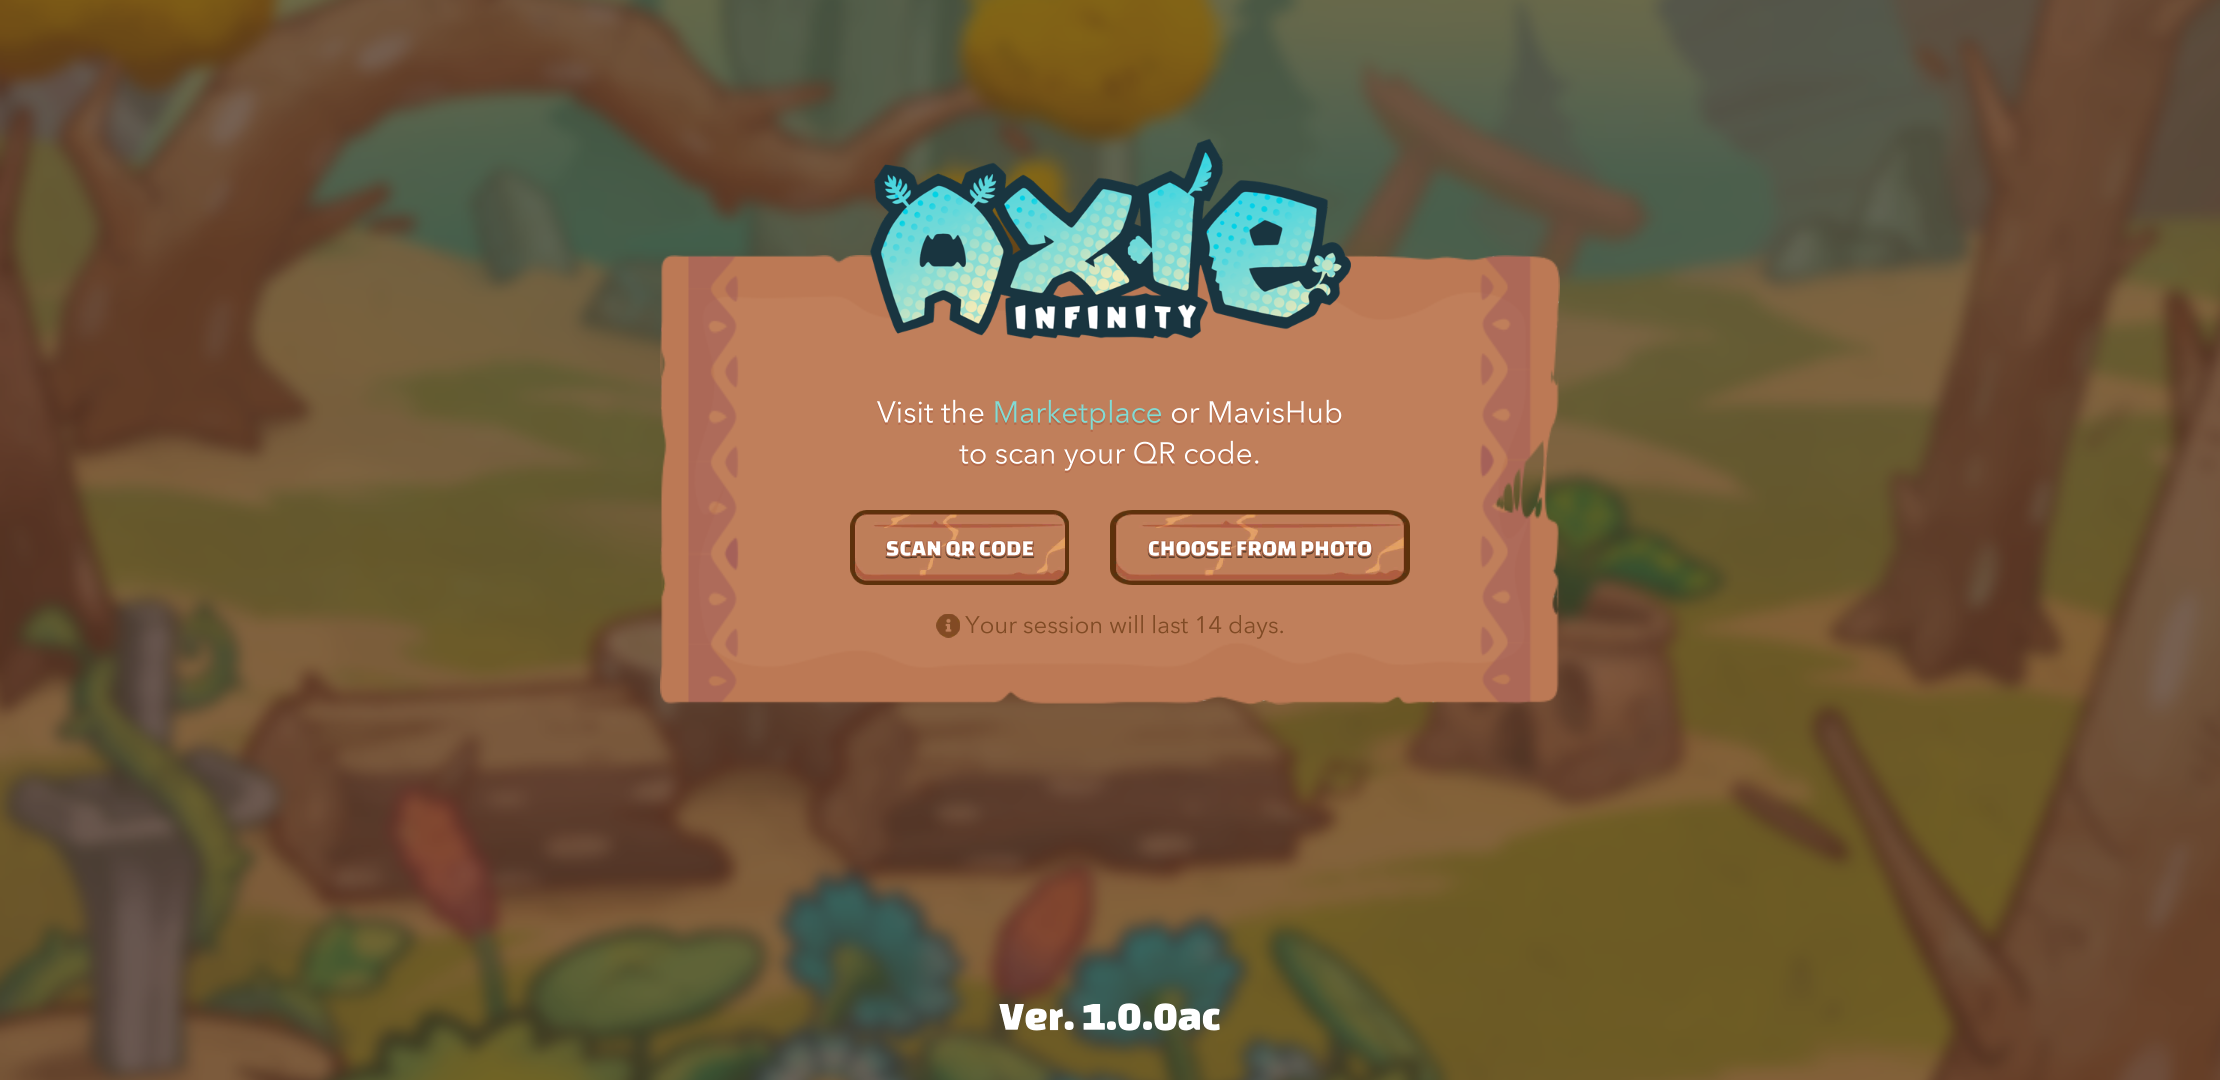 AXIE
INFINITY
Visit the Marketplace or MavisHub
to scan your QR code.
SCAN QR CODE
CHOOSE FROM PHOTO
Your session will last 14 days.
Ver. 1.0.0ac